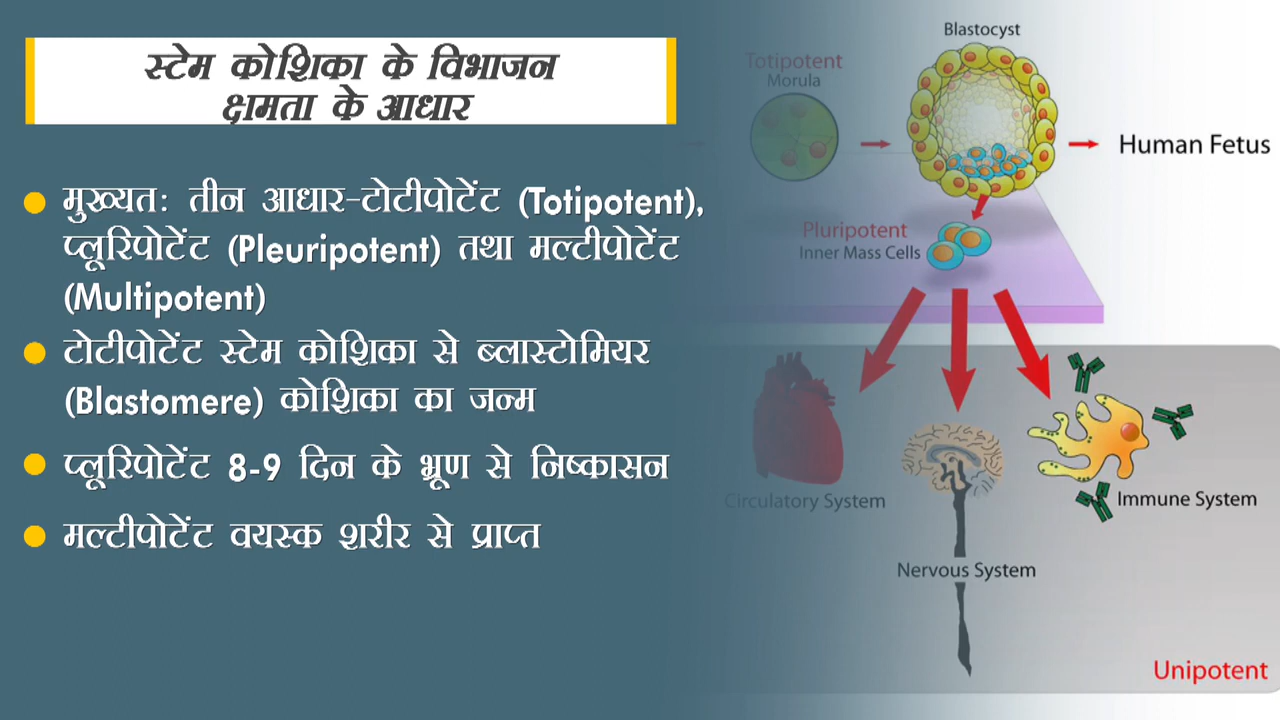 स्टेम कोशिका के विभाजन
क्षमता के आधार
मुख्यतः तीन आधार-टोटीपोटेंट (Totipotent),
प्लूरिपोटेंट (Pleuripotent) तथा मल्टीपोटेंट
(Multipotent)
टोटीपोटेंट स्टेम कोशिका से ब्लास्टोमियर
(Blastomere) कोशिका का जन्म
प्लूरिपोटेंट 8-9 दिन के भ्रूण से निष्कासन
मल्टीपोटेंट वयस्क शरीर से प्राप्त
Blastocyst
Totipotent
Morula
Human Fetus
Pluripotent
Inner Mass Cells
Circulatory System
Immune System
Nervous System
Unipotent